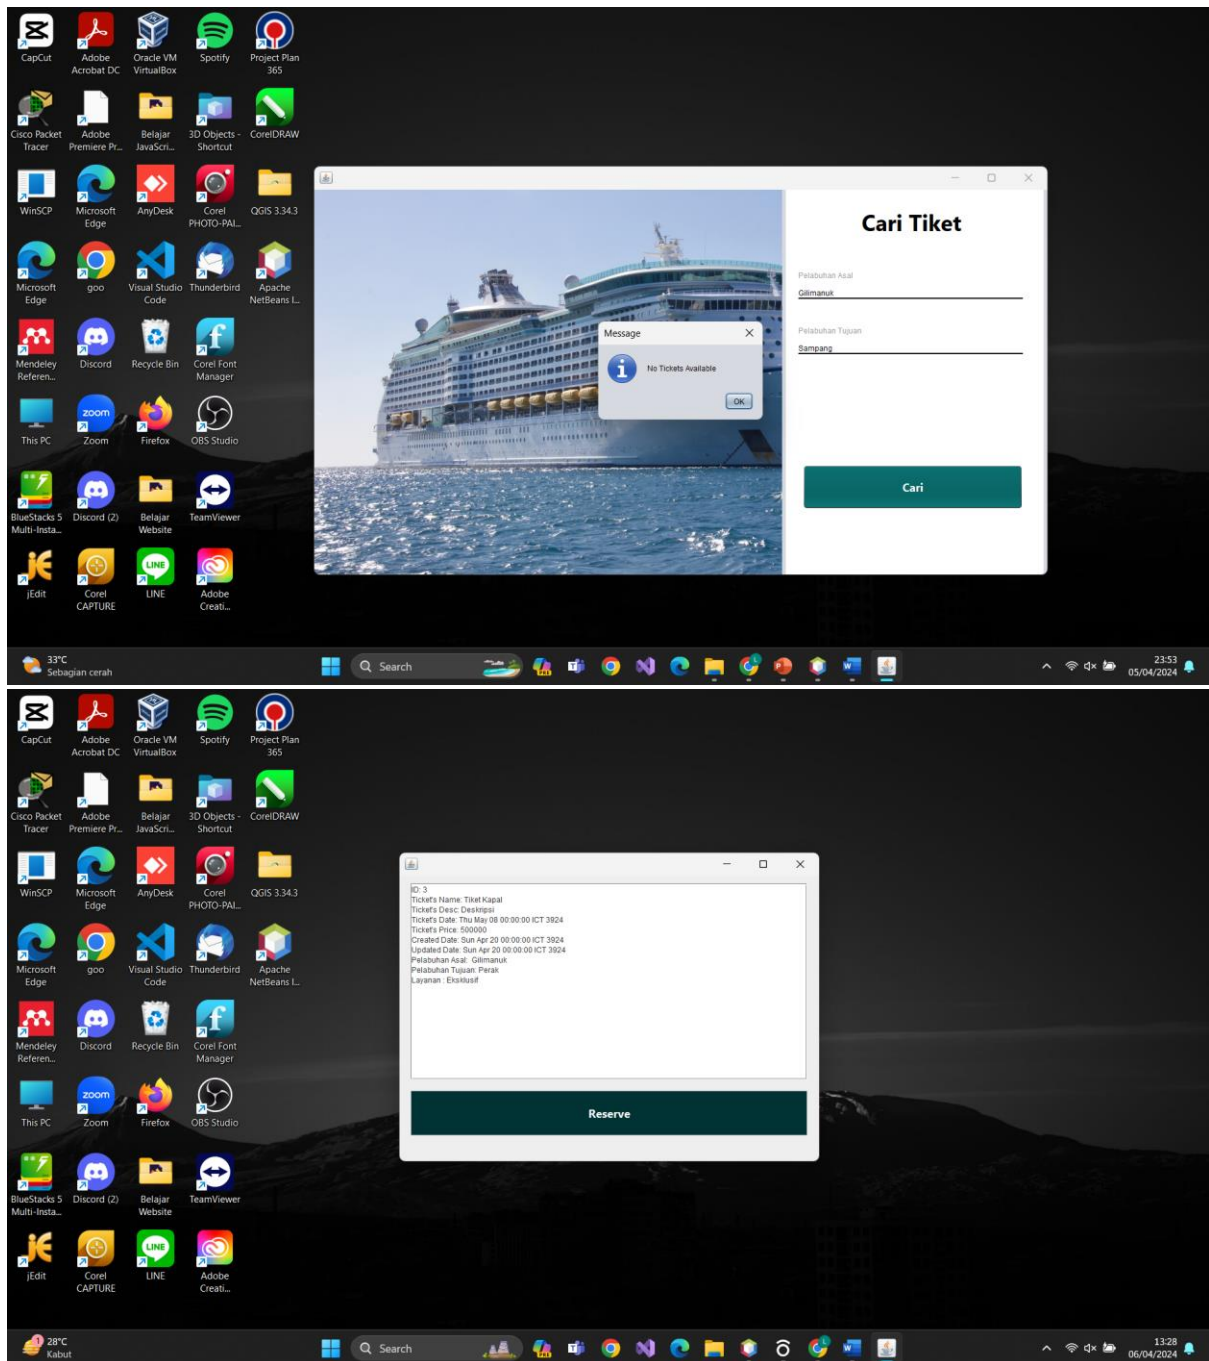 CapCut
Adobe
Acrobat DC
Oracle VM
VirtualBox
Spotify
Project Plan
365
Cisco Packet
Tracer
Adobe
Premiere Pr...
Belajar
JavaScri...
3D Objects -
Shortcut
CorelDRAW
WinSCP
Microsoft
Edge
AnyDesk
Corel
PHOTO-PAI...
QGIS 3.34.3
Microsoft
Edge
goo
Visual Studio
Code
Thunderbird
Apache
NetBeans I...
Mendeley
Referen...
Discord
Recycle Bin
Corel Font
Manager
This PC
zoom
Zoom
Firefox
OBS Studio
BlueStacks 5
Multi-Insta...
Discord (2)
Belajar
Website
TeamViewer
jEdit
Corel
CAPTURE
LINE
LINE
Adobe
Creati...
Cari Tiket
Pelabuhan Asal
Gilimanuk
Pelabuhan Tujuan
Sampang
Cari
Message
No Tickets Available
OK
33°C
Sebagian cerah
Search
23:53
05/04/2024
CapCut
Adobe
Acrobat DC
Oracle VM
VirtualBox
Spotify
Project Plan
365
Cisco Packet
Tracer
Adobe
Premiere Pr...
Belajar
JavaScri...
3D Objects -
Shortcut
CorelDRAW
WinSCP
Microsoft
Edge
AnyDesk
Corel
PHOTO-PAI...
QGIS 3.34.3
Microsoft
Edge
goo
Visual Studio
Code
Thunderbird
Apache
NetBeans I...
Mendeley
Referen...
Discord
Recycle Bin
Corel Font
Manager
This PC
zoom
Zoom
Firefox
OBS Studio
BlueStacks 5
Multi-Insta...
Discord (2)
Belajar
Website
TeamViewer
jEdit
Corel
CAPTURE
LINE
LINE
Adobe
Creati...
ID: 3
Ticket's Name: Tiket Kapal
Ticket's Desc: Deskripsi
Ticket's Date: Thu May 08 00:00:00 ICT 3924
Ticket's Price: 500000
Created Date: Sun Apr 20 00:00:00 ICT 3924
Updated Date: Sun Apr 20 00:00:00 ICT 3924
Pelabuhan Asal: Gilimanuk
Pelabuhan Tujuan: Perak
Layanan : Eksklusif
Reserve
1
28°C
Kabut
Search
13:28
06/04/2024